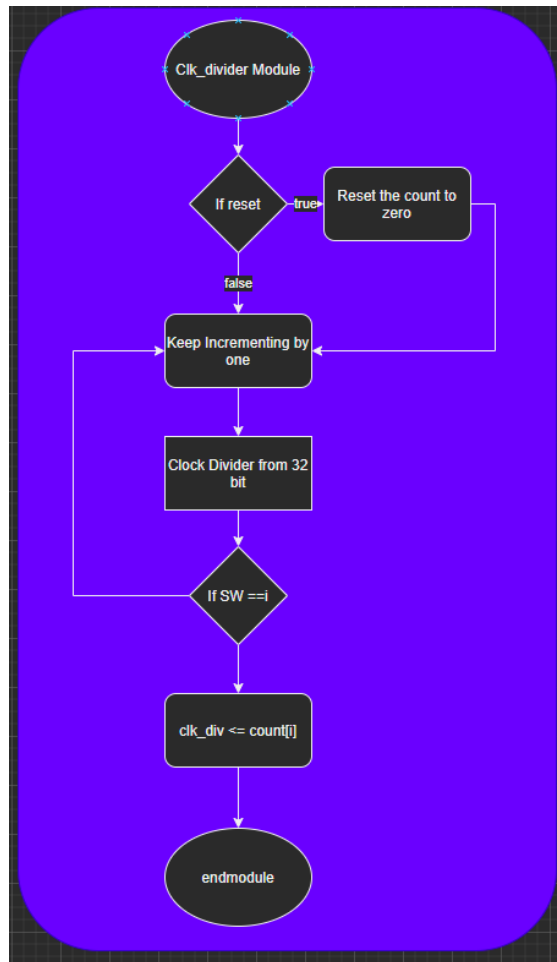 Clk_divider Module
If reset
true
Reset the count to
zero
false
Keep Incrementing by
one
Clock Divider from 32
bit
If SW ==i
clk_div <= count[i]
endmodule